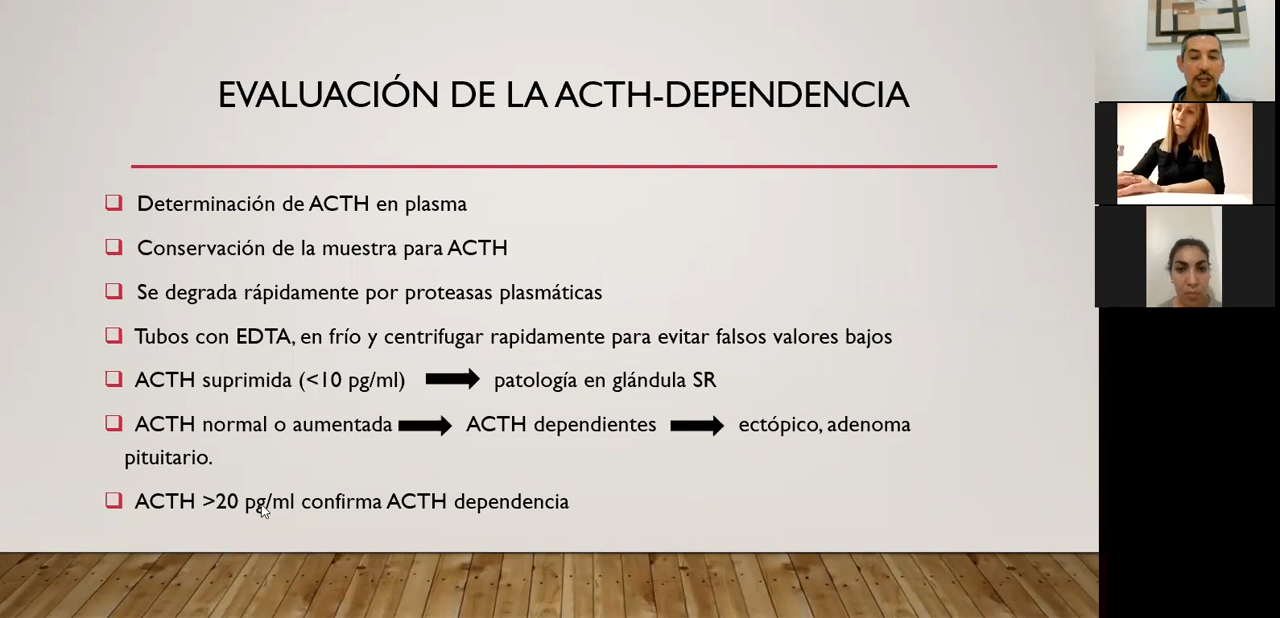 EVALUACIÓN DE LA ACTH-DEPENDENCIA
Determinación de ACTH en plasma
Conservación de la muestra para ACTH
Se degrada rápidamente por proteasas plasmáticas
Tubos con EDTA, en frío y centrifugar rapidamente para evitar falsos valores bajos
ACTH suprimida (<10 pg/ml) patología en glándula SR
ACTH normal o aumentada ACTH dependientes ectópico, adenoma
pituitario.
ACTH >20 pg/ml confirma ACTH dependencia